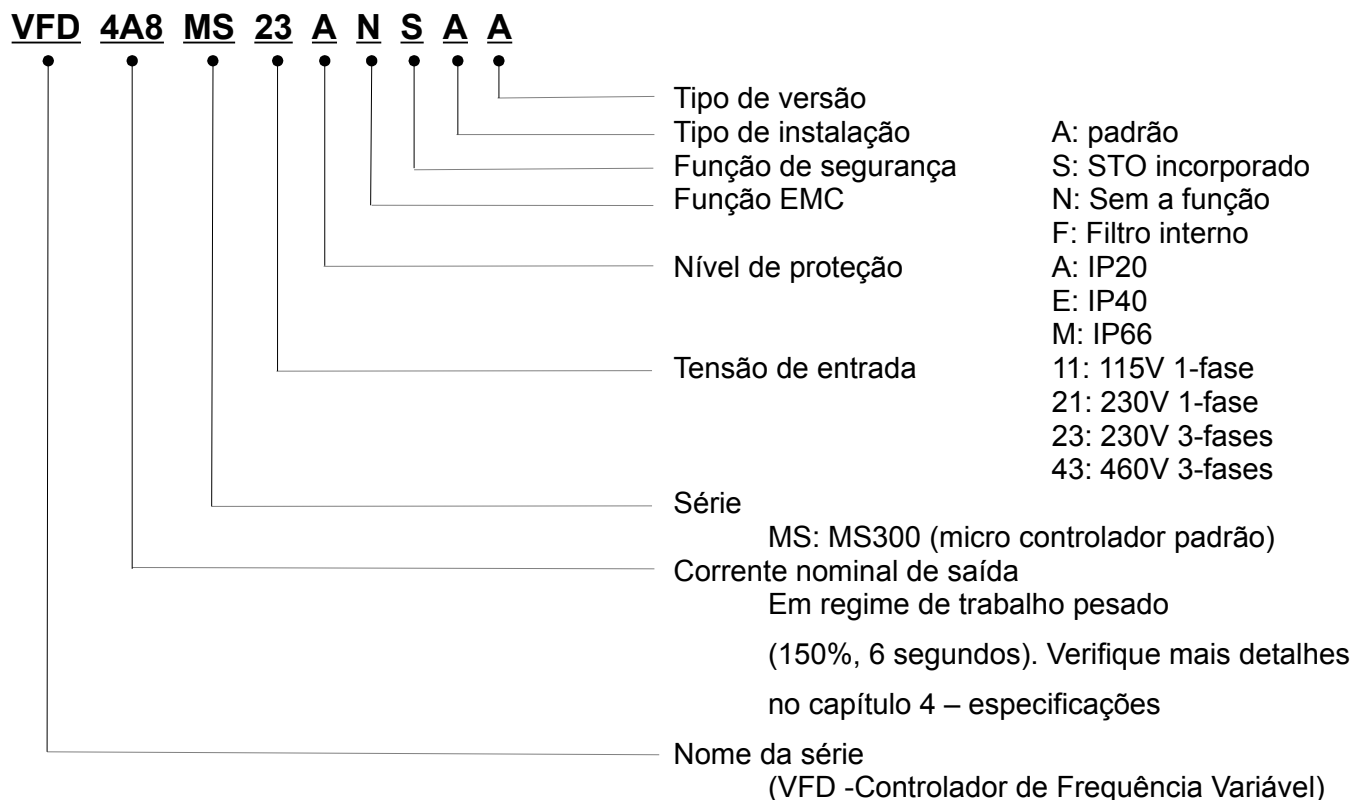 VFD 4A8 MS 23 A N S A A
Tipo de versão
Tipo de instalação A: padrão
Função de segurança S: STO incorporado
Função EMC N: Sem a função
F: Filtro interno
Nível de proteção A: IP20
E: IP40
M: IP66
Tensão de entrada 11: 115V 1-fase
21: 230V 1-fase
23: 230V 3-fases
43: 460V 3-fases
Série
MS: MS300 (micro controlador padrão)
Corrente nominal de saída
Em regime de trabalho pesado
(150%, 6 segundos). Verifique mais detalhes
no capítulo 4 – especificações
Nome da série
(VFD -Controlador de Frequência Variável)